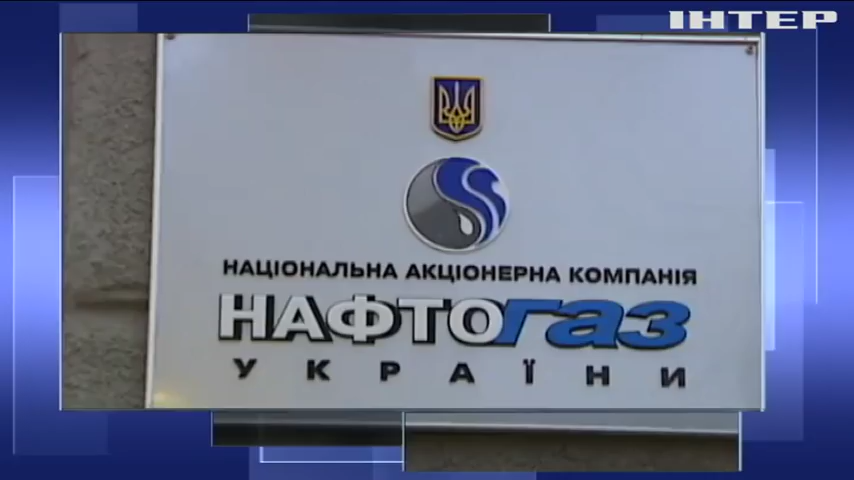 ІНТЕР
НАЦІОНАЛЬНА АКЦІОНЕРНА КОМПАНІЯ
НАФТОГАЗ
УКРАЇНИ